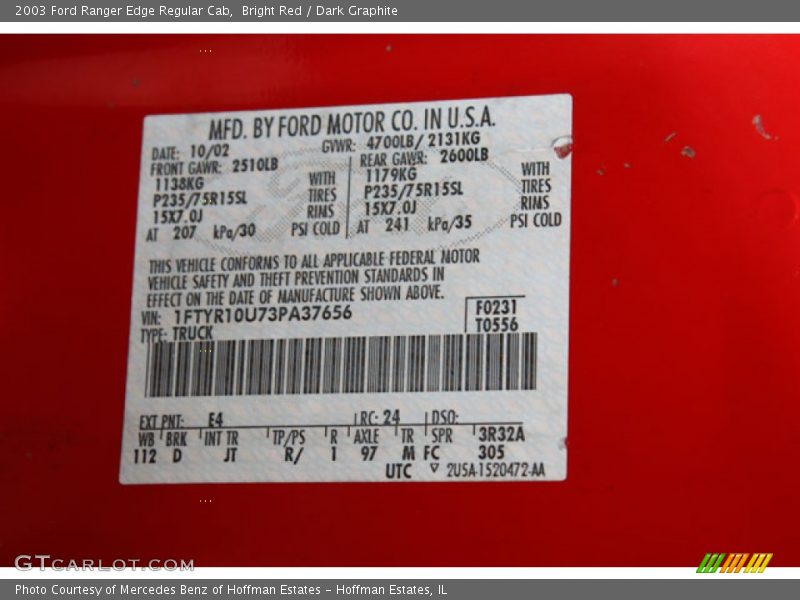 2003 Ford Ranger Edge Regular Cab,  Bright Red / Dark Graphite
MFD. BY FORD MOTOR CO. IN U.S.A.
DATE: 10/02 GVWR: 4700LB/ 2131KG
FRONT GAWR: 2510LB REAR GAWR: 2600LB
1138KG WITH 1179KG WITH
P235/75R15SL TIRES P235/75R15SL TIRES
15X7.0J RIMS 15X7.0J RIMS
AT 207 kPa/30 PSI COLD AT 241 kPa/35 PSI COLD
THIS VEHICLE CONFORMS TO ALL APPLICABLE FEDERAL MOTOR
VEHICLE SAFETY AND THEFT PREVENTION STANDARDS IN
EFFECT ON THE DATE OF MANUFACTURE SHOWN ABOVE.
VIN: 1FTYR10U73PA37656 F0231
TYPE: TRUCK T0556
EXT PNT: E4 RC: 24 DSO:
WB BRK INT TR TP/PS R AXLE TR SPR 3R32A
112 D JT R/ 1 97 M FC 305
UTC ▽ 2USA-1520472-AA
GTCARLOT.COM
Photo Courtesy of Mercedes Benz of Hoffman Estates – Hoffman Estates, IL